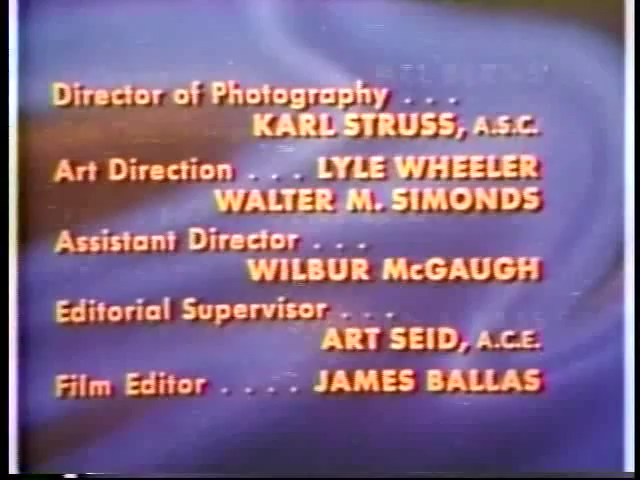 Director of Photography . . .
KARL STRUSS, A.S.C.
Art Direction . . . LYLE WHEELER
WALTER M. SIMONDS
Assistant Director . . .
WILBUR McGAUGH
Editorial Supervisor . . .
ART SEID, A.C.E.
Film Editor . . . . JAMES BALLAS